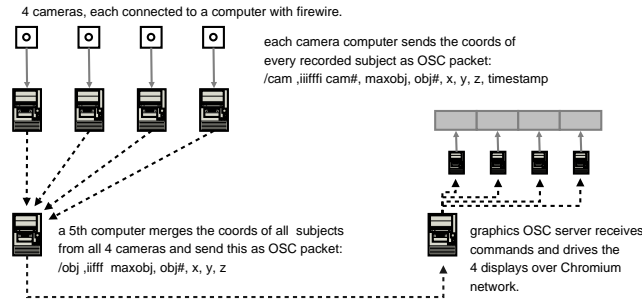 4 cameras, each connected to a computer with firewire.
each camera computer sends the coords of
every recorded subject as OSC packet:
/cam ,iiifffi cam#, maxobj, obj#, x, y, z, timestamp
a 5th computer merges the coords of all subjects
from all 4 cameras and send this as OSC packet:
/obj ,iifff maxobj, obj#, x, y, z
graphics OSC server receives
commands and drives the
4 displays over Chromium
network.